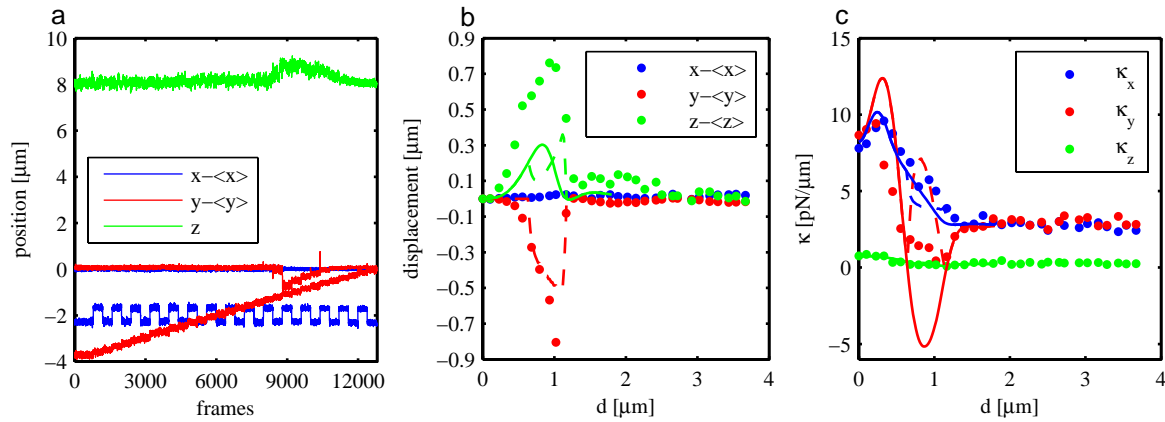 a
10
8
6
4
2
0
−2
−4
position [μm]
0
3000
6000
9000
12000
frames
x−<x>
y−<y>
z
b
0.9
0.7
0.5
0.3
0.1
−0.1
−0.3
−0.5
−0.7
−0.9
displacement [μm]
0
1
2
3
4
d [μm]
x−<x>
y−<y>
z−<z>
c
15
10
5
0
−5
κ [pN/μm]
0
1
2
3
4
d [μm]
κx
κy
κz